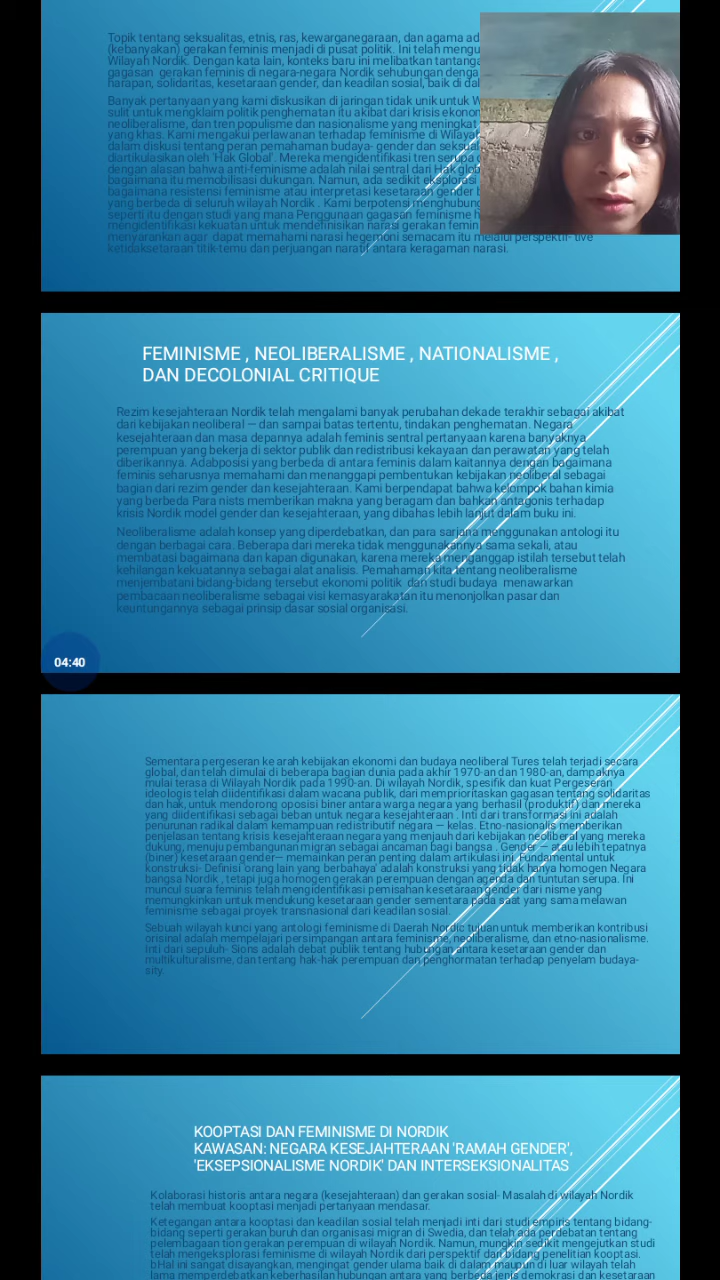 Topik tentang seksualitas, etnis, ras, kewarganegaraan, dan agama ad
(kebanyakan) gerakan feminis menjadi di pusat politik. Ini telah mengu
Wilayah Nordik. Dengan kata lain, konteks baru ini melibatkan tantanga
gagasan gerakan feminis di negara-negara Nordik sehubungan denga
harapan, solidaritas, kesetaraan gender, dan keadilan sosial, baik di dal
Banyak pertanyaan yang kami diskusikan di jaringan tidak unik untuk W
sulit untuk mengklaim politik penghematan itu akibat dari krisis ekonom
neoliberalisme, dan tren populisme dan nasionalisme yang meningkat
yang khas. Kami mengakui perlawanan terhadap feminisme di Wilayah
dalam diskusi tentang peran pemahaman budaya- gender dan seksual
diartikulasikan oleh 'Hak Global'. Mereka mengidentifikasi tren serupa d
dengan alasan bahwa anti-feminisme adalah nilai sentral dari Hak glob
bagaimana itu memobilisasi dukungan. Namun, ada sedikit eksplorasi
bagaimana resistensi feminisme atau interpretasi kesetaraan gender b
yang berbeda di seluruh wilayah Nordik . Kami berpotensi menghubung
seperti itu dengan studi yang mana Penggunaan gagasan feminisme h
mengidentifikasi kekuatan untuk mendefinisikan narasi gerakan femin
menyarankan agar dapat memahami narasi hegemoni semacam itu melalui perspektif- tive
ketidaksetaraan titik-temu dan perjuangan naratif antara keragaman narasi.
FEMINISME , NEOLIBERALISME , NATIONALISME ,
DAN DECOLONIAL CRITIQUE
Rezim kesejahteraan Nordik telah mengalami banyak perubahan dekade terakhir sebagai akibat
dari kebijakan neoliberal — dan sampai batas tertentu, tindakan penghematan. Negara
kesejahteraan dan masa depannya adalah feminis sentral pertanyaan karena banyaknya
perempuan yang bekerja di sektor publik dan redistribusi kekayaan dan perawatan yang telah
diberikannya. Adabposisi yang berbeda di antara feminis dalam kaitannya dengan bagaimana
feminis seharusnya memahami dan menanggapi pembentukan kebijakan neoliberal sebagai
bagian dari rezim gender dan kesejahteraan. Kami berpendapat bahwa kelompok bahan kimia
yang berbeda Para nists memberikan makna yang beragam dan bahkan antagonis terhadap
krisis Nordik model gender dan kesejahteraan, yang dibahas lebih lanjut dalam buku ini.
Neoliberalisme adalah konsep yang diperdebatkan, dan para sarjana menggunakan antologi itu
dengan berbagai cara. Beberapa dari mereka tidak menggunakannya sama sekali, atau
membatasi bagaimana dan kapan digunakan, karena mereka menganggap istilah tersebut telah
kehilangan kekuatannya sebagai alat analisis. Pemahaman kita tentang neoliberalisme
menjembatani bidang-bidang tersebut ekonomi politik dan studi budaya menawarkan
pembacaan neoliberalisme sebagai visi kemasyarakatan itu menonjolkan pasar dan
keuntungannya sebagai prinsip dasar sosial organisasi.
04:40
Sementara pergeseran ke arah kebijakan ekonomi dan budaya neoliberal Tures telah terjadi secara
global, dan telah dimulai di beberapa bagian dunia pada akhir 1970-an dan 1980-an, dampaknya
mulai terasa di Wilayah Nordik pada 1990-an. Di wilayah Nordik, spesifik dan kuat Pergeseran
ideologis telah diidentifikasi dalam wacana publik, dari memprioritaskan gagasan tentang solidaritas
dan hak, untuk mendorong oposisi biner antara warga negara yang berhasil (produktif) dan mereka
yang diidentifikasi sebagai beban untuk negara kesejahteraan . Inti dari transformasi ini adalah
penurunan radikal dalam kemampuan redistributif negara — kelas. Etno-nasionalis memberikan
penjelasan tentang krisis kesejahteraan negara yang menjauh dari kebijakan neoliberal yang mereka
dukung, menuju pembangunan migran sebagai ancaman bagi bangsa . Gender — atau lebih tepatnya
(biner) kesetaraan gender— memainkan peran penting dalam artikulasi ini. Fundamental untuk
konstruksi- Definisi 'orang lain yang berbahaya' adalah konstruksi yang tidak hanya homogen Negara
bangsa Nordik , tetapi juga homogen gerakan perempuan dengan agenda dan tuntutan serupa. Ini
muncul suara feminis telah mengidentifikasi pemisahan kesetaraan gender dari nisme yang
memungkinkan untuk mendukung kesetaraan gender sementara pada saat yang sama melawan
feminisme sebagai proyek transnasional dari keadilan sosial.
Sebuah wilayah kunci yang antologi feminisme di Daerah Nordic tujuan untuk memberikan kontribusi
orisinal adalah mempelajari persimpangan antara feminisme, neoliberalisme, dan etno-nasionalisme.
Inti dari sepuluh- Sions adalah debat publik tentang hubungan antara kesetaraan gender dan
multikulturalisme, dan tentang hak-hak perempuan dan penghormatan terhadap penyelam budaya-
sity.
KOOPTASI DAN FEMINISME DI NORDIK
KAWASAN: NEGARA KESEJAHTERAAN 'RAMAH GENDER',
'EKSEPSIONALISME NORDIK' DAN INTERSEKSIONALITAS
Kolaborasi historis antara negara (kesejahteraan) dan gerakan sosial- Masalah di wilayah Nordik
telah membuat kooptasi menjadi pertanyaan mendasar.
Ketegangan antara kooptasi dan keadilan sosial telah menjadi inti dari studi empiris tentang bidang-
bidang seperti gerakan buruh dan organisasi migran di Swedia, dan telah ada perdebatan tentang
pelembagaan tion gerakan perempuan di wilayah Nordik. Namun, mungkin sedikit mengejutkan studi
telah mengeksplorasi feminisme di wilayah Nordik dari perspektif dari bidang penelitian kooptasi.
bHal ini sangat disayangkan, mengingat gender ulama baik di dalam maupun di luar wilayah telah
lama memperdebatkan keberhasilan hubungan antara yang berbeda jenis demokrasi dan kesetaraan